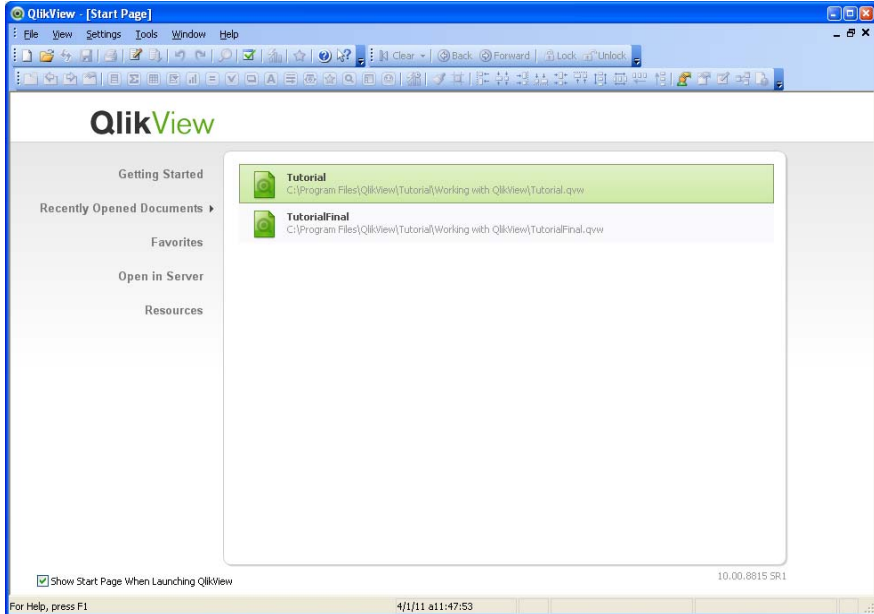 QlikView - [Start Page]
File View Settings Tools Window Help
Clear Back Forward Lock Unlock
QlikView
Getting Started
Recently Opened Documents
Favorites
Open in Server
Resources
Tutorial
C:\Program Files\QlikView\Tutorial\Working with QlikView\Tutorial.qvw
TutorialFinal
C:\Program Files\QlikView\Tutorial\Working with QlikView\TutorialFinal.qvw
Show Start Page When Launching QlikView
10.00.8815 SR1
For Help, press F1
4/1/11 a11:47:53